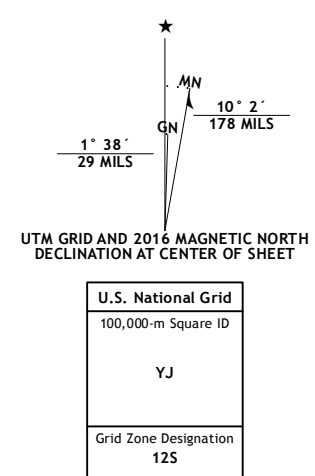 MN
10° 2´
178 MILS
GN
1° 38´
29 MILS
UTM GRID AND 2016 MAGNETIC NORTH
DECLINATION AT CENTER OF SHEET
U.S. National Grid
100,000-m Square ID
YJ
Grid Zone Designation
12S